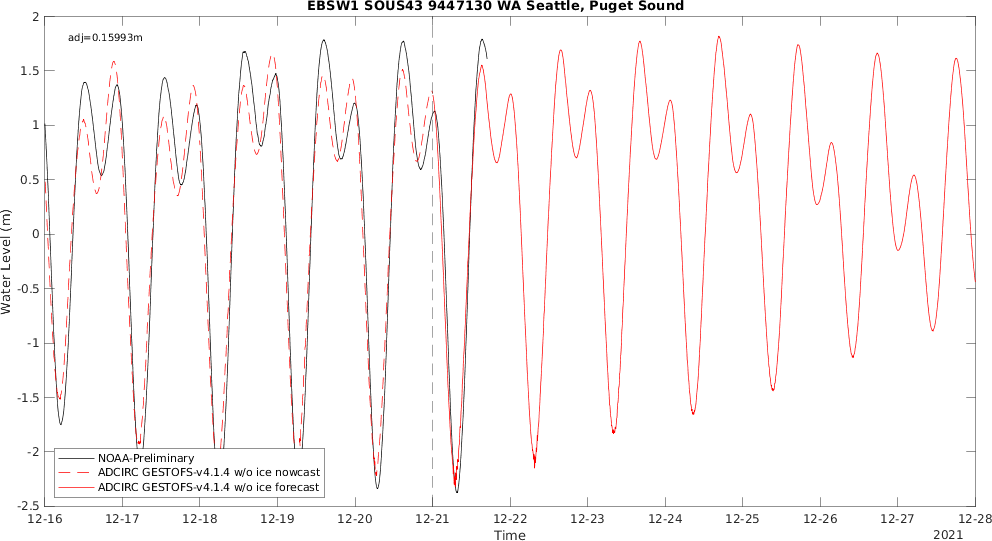 EBSW1 SOUS43 9447130 WA Seattle, Puget Sound
adj=0.15993m
2
1.5
1
0.5
0
-0.5
-1
-1.5
-2
-2.5
Water Level (m)
NOAA-Preliminary
ADCIRC GESTOFS-v4.1.4 w/o ice nowcast
ADCIRC GESTOFS-v4.1.4 w/o ice forecast
12-16 12-17 12-18 12-19 12-20 12-21 12-22 12-23 12-24 12-25 12-26 12-27 12-28
Time
2021